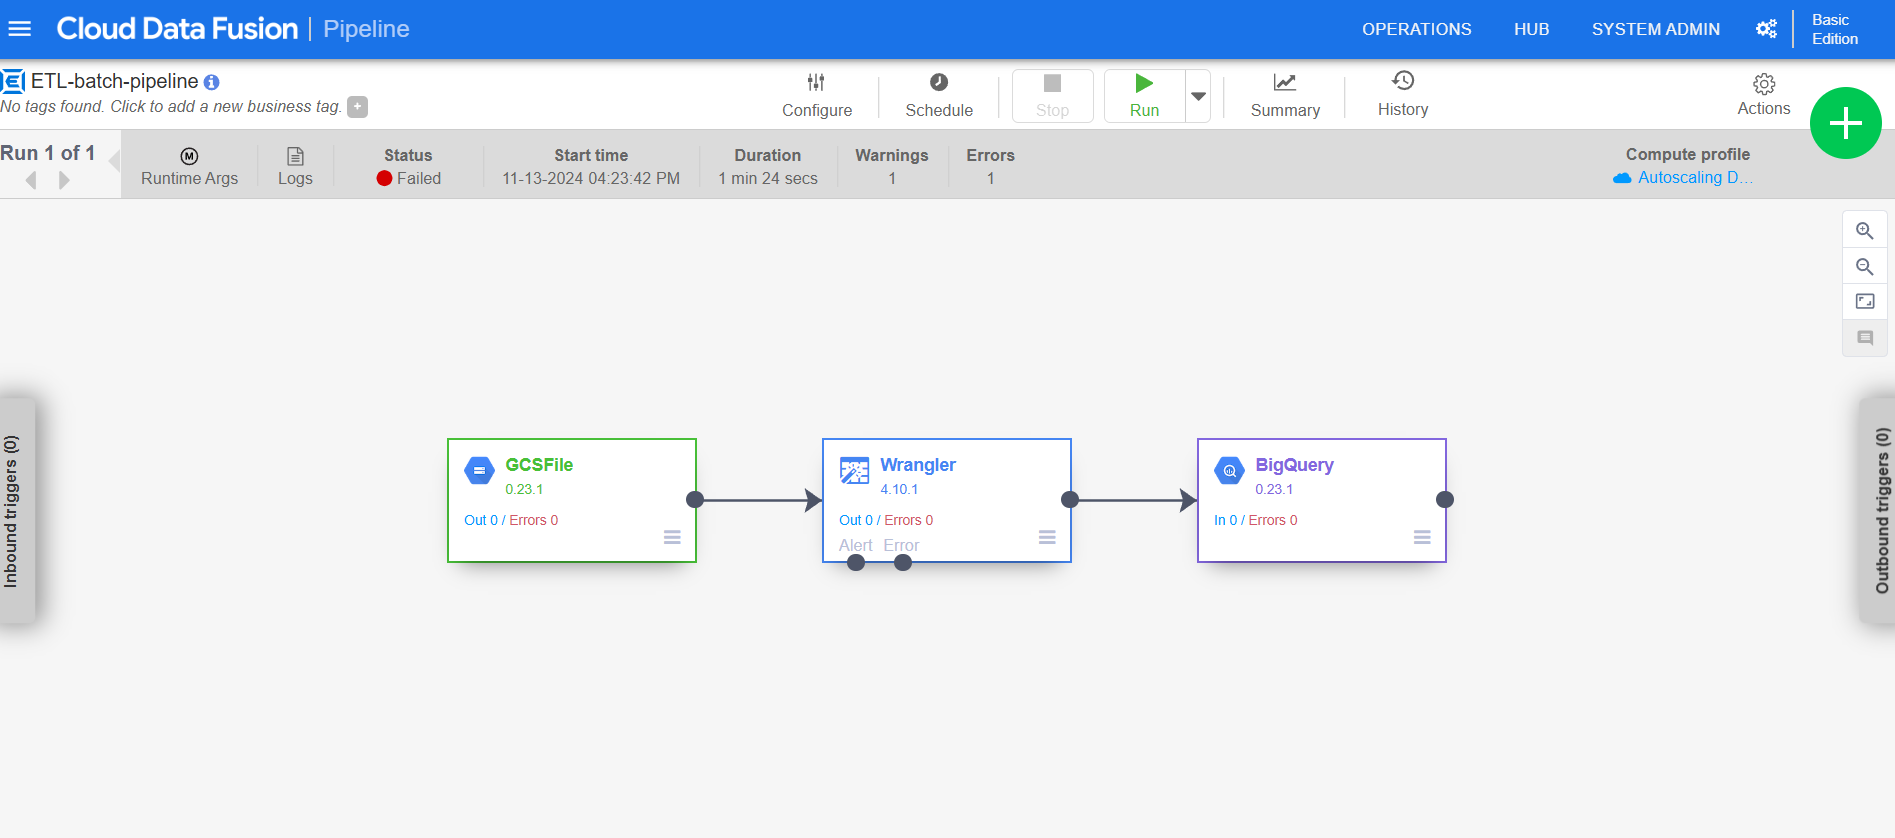 Cloud Data Fusion | Pipeline
OPERATIONS
HUB
SYSTEM ADMIN
Basic
Edition
ETL-batch-pipeline
No tags found. Click to add a new business tag.
Configure
Schedule
Stop
Run
Summary
History
Actions
Run 1 of 1
Runtime Args
Logs
Status
Failed
Start time
11-13-2024 04:23:42 PM
Duration
1 min 24 secs
Warnings
1
Errors
1
Compute profile
Autoscaling D...
Inbound triggers (0)
GCSFile
0.23.1
Out 0 / Errors 0
Wrangler
4.10.1
Out 0 / Errors 0
Alert Error
BigQuery
0.23.1
In 0 / Errors 0
Outbound triggers (0)